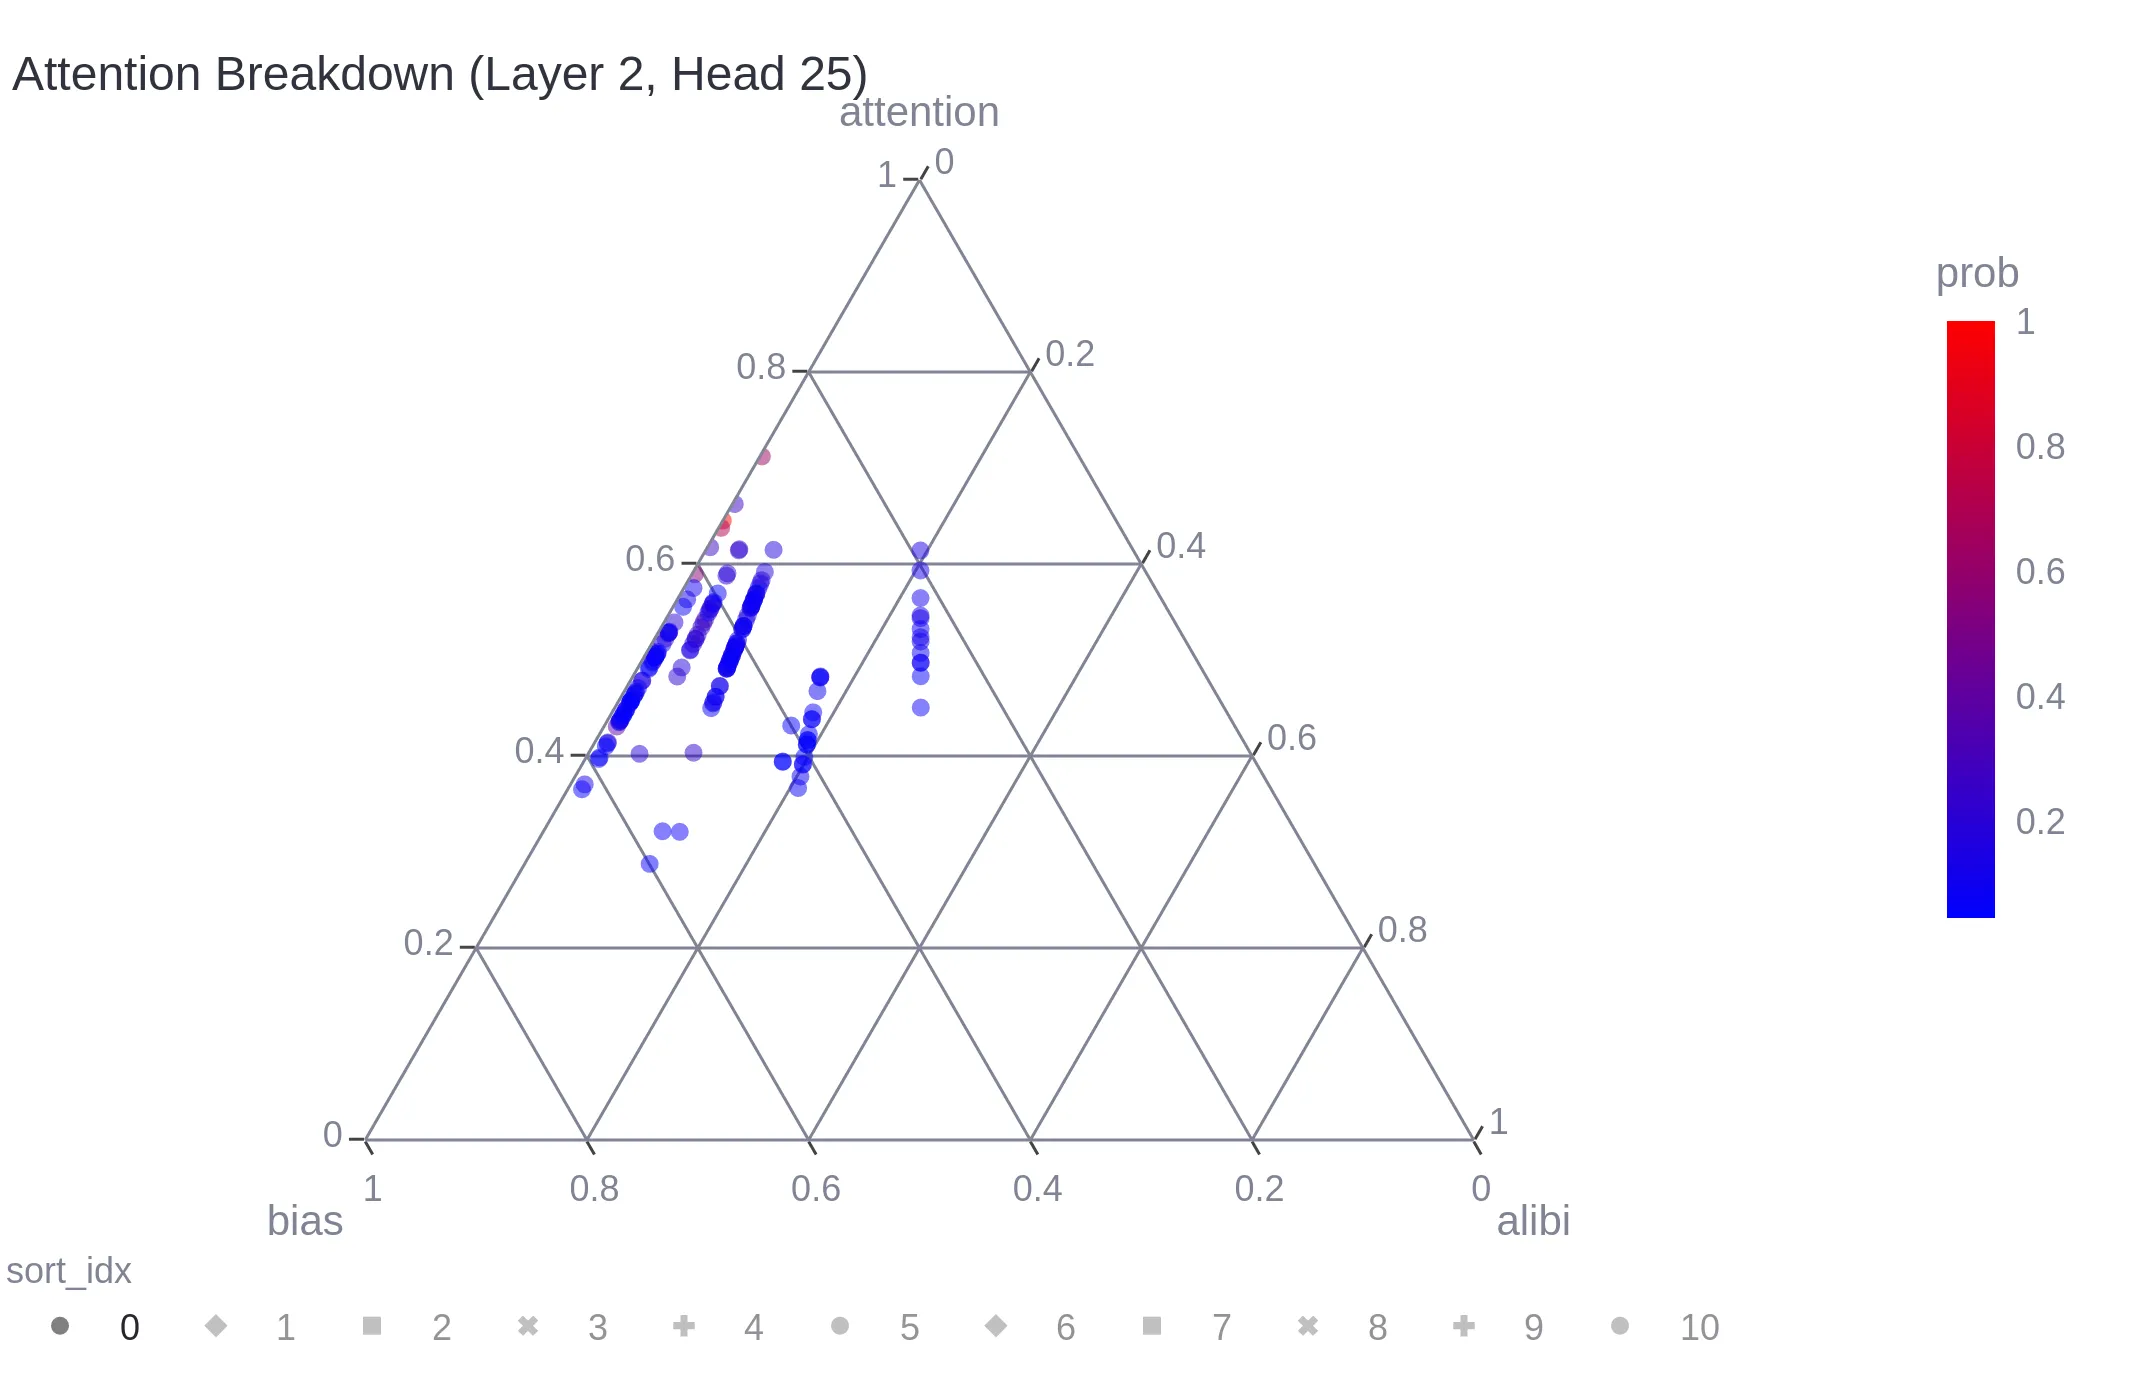 Attention Breakdown (Layer 2, Head 25)
attention
1 0
0.8 0.2
0.6 0.4
0.4 0.6
0.2 0.8
0 1
1 0.8 0.6 0.4 0.2 0
bias alibi
prob
1
0.8
0.6
0.4
0.2
sort_idx
0 1 2 3 4 5 6 7 8 9 10